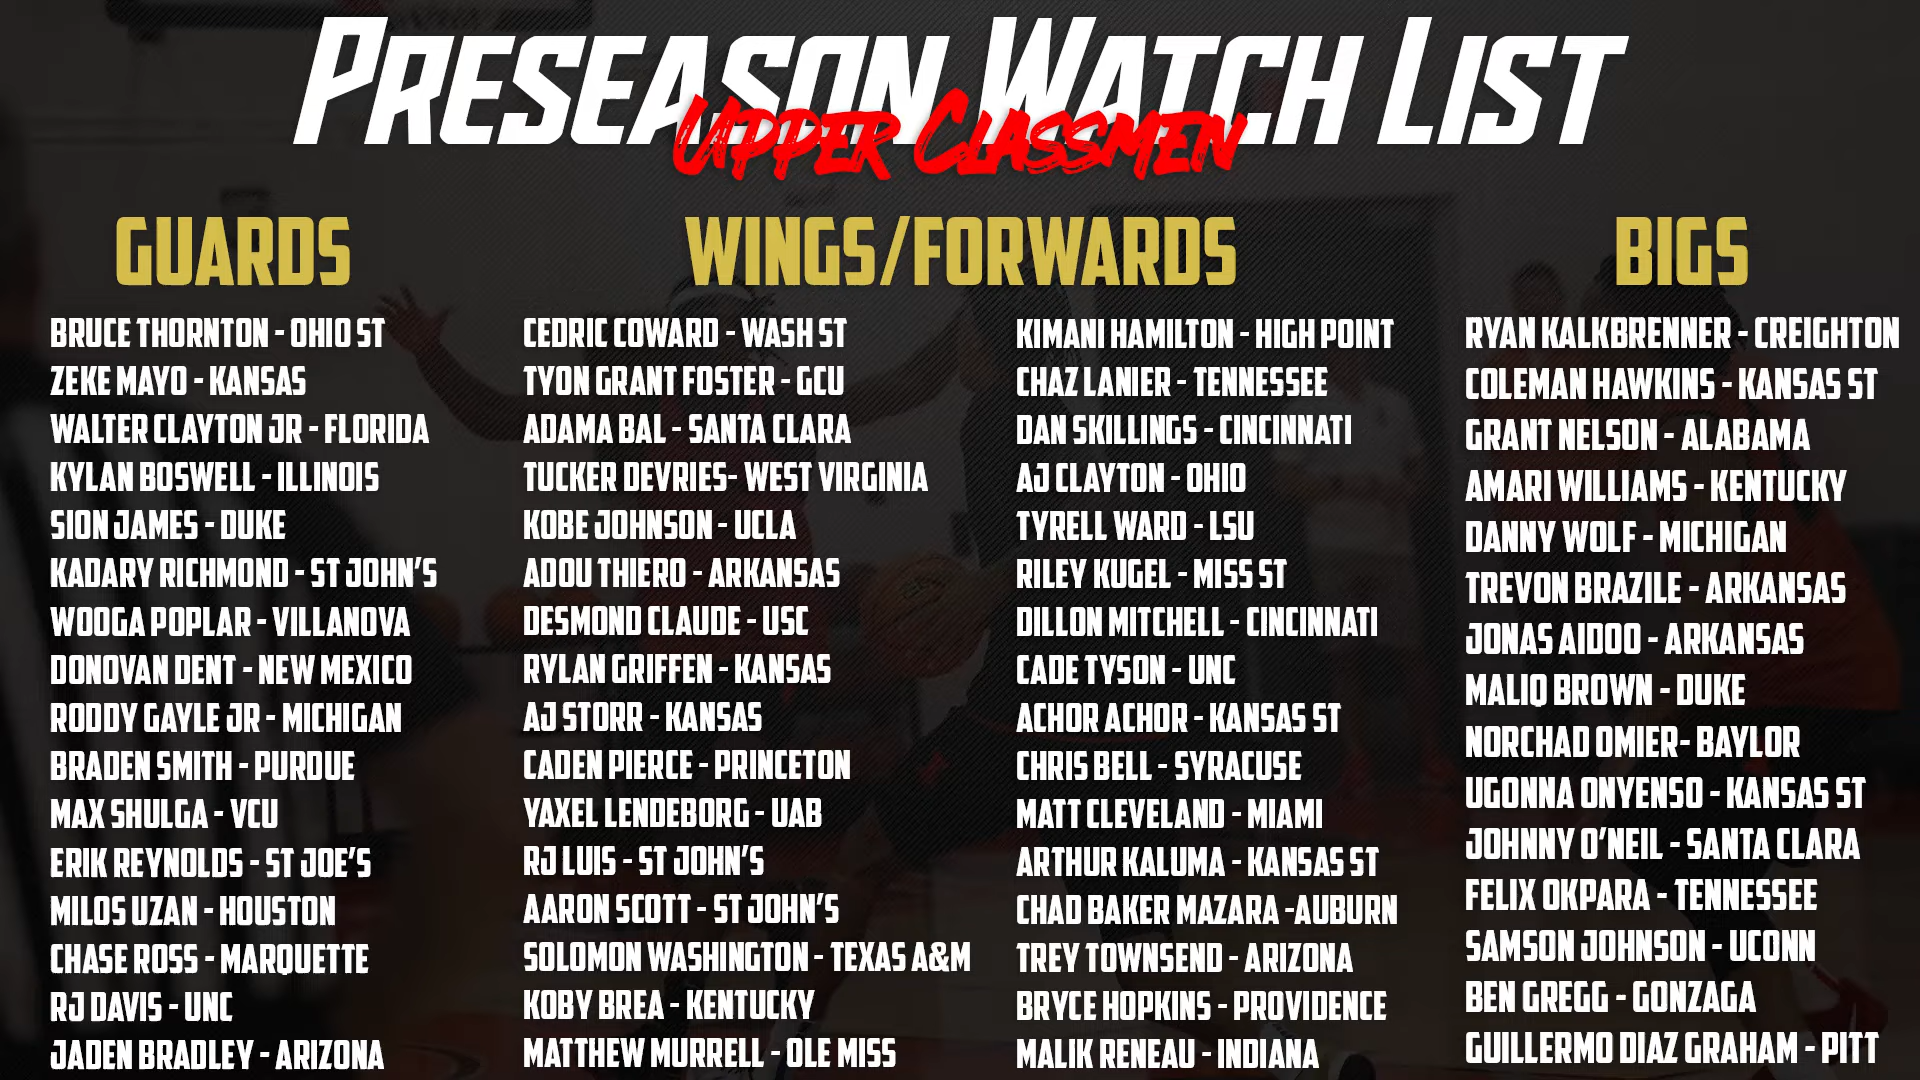 PRESEASON WATCH LIST
UPPER CLASSMEN
GUARDS
BRUCE THORNTON - OHIO ST
ZEKE MAYO - KANSAS
WALTER CLAYTON JR - FLORIDA
KYLAN BOSWELL - ILLINOIS
SION JAMES - DUKE
KADARY RICHMOND - ST JOHN'S
WOOGA POPLAR - VILLANOVA
DONOVAN DENT - NEW MEXICO
RODDY GAYLE JR - MICHIGAN
BRADEN SMITH - PURDUE
MAX SHULGA - VCU
ERIK REYNOLDS - ST JOE'S
MILOS UZAN - HOUSTON
CHASE ROSS - MARQUETTE
RJ DAVIS - UNC
JADEN BRADLEY - ARIZONA
WINGS/FORWARDS
CEDRIC COWARD - WASH ST
TYON GRANT FOSTER - GCU
ADAMA BAL - SANTA CLARA
TUCKER DEVRIES- WEST VIRGINIA
KOBE JOHNSON - UCLA
ADOU THIERO - ARKANSAS
DESMOND CLAUDE - USC
RYLAN GRIFFEN - KANSAS
AJ STORR - KANSAS
CADEN PIERCE - PRINCETON
YAXEL LENDEBORG - UAB
RJ LUIS - ST JOHN'S
AARON SCOTT - ST JOHN'S
SOLOMON WASHINGTON - TEXAS A&M
KOBY BREA - KENTUCKY
MATTHEW MURRELL - OLE MISS
KIMANI HAMILTON - HIGH POINT
CHAZ LANIER - TENNESSEE
DAN SKILLINGS - CINCINNATI
AJ CLAYTON - OHIO
TYRELL WARD - LSU
RILEY KUGEL - MISS ST
DILLON MITCHELL - CINCINNATI
CADE TYSON - UNC
ACHOR ACHOR - KANSAS ST
CHRIS BELL - SYRACUSE
MATT CLEVELAND - MIAMI
ARTHUR KALUMA - KANSAS ST
CHAD BAKER MAZARA -AUBURN
TREY TOWNSEND - ARIZONA
BRYCE HOPKINS - PROVIDENCE
MALIK RENEAU - INDIANA
BIGS
RYAN KALKBRENNER - CREIGHTON
COLEMAN HAWKINS - KANSAS ST
GRANT NELSON - ALABAMA
AMARI WILLIAMS - KENTUCKY
DANNY WOLF - MICHIGAN
TREVON BRAZILE - ARKANSAS
JONAS AIDOO - ARKANSAS
MALIQ BROWN - DUKE
NORCHAD OMIER- BAYLOR
UGONNA ONYENSO - KANSAS ST
JOHNNY O'NEIL - SANTA CLARA
FELIX OKPARA - TENNESSEE
SAMSON JOHNSON - UCONN
BEN GREGG - GONZAGA
GUILLERMO DIAZ GRAHAM - PITT